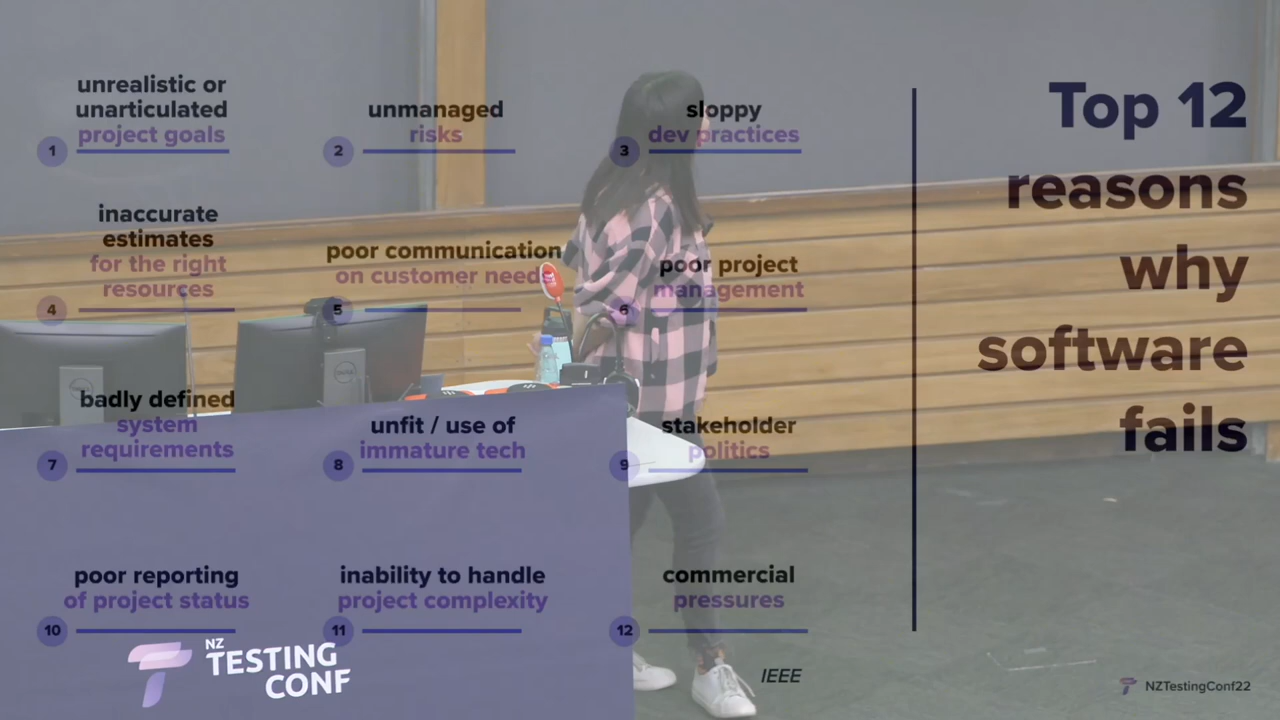 unrealistic or
unarticulated
project goals
1
unmanaged
risks
2
sloppy
dev practices
3
inaccurate
estimates
for the right
resources
4
poor communication
on customer needs
5
poor project
management
6
badly defined
system
requirements
7
unfit / use of
immature tech
8
stakeholder
politics
9
poor reporting
of project status
10
inability to handle
project complexity
11
commercial
pressures
12
Top 12
reasons
why
software
fails
IEEE
NZ
TESTING
CONF
NZTestingConf22